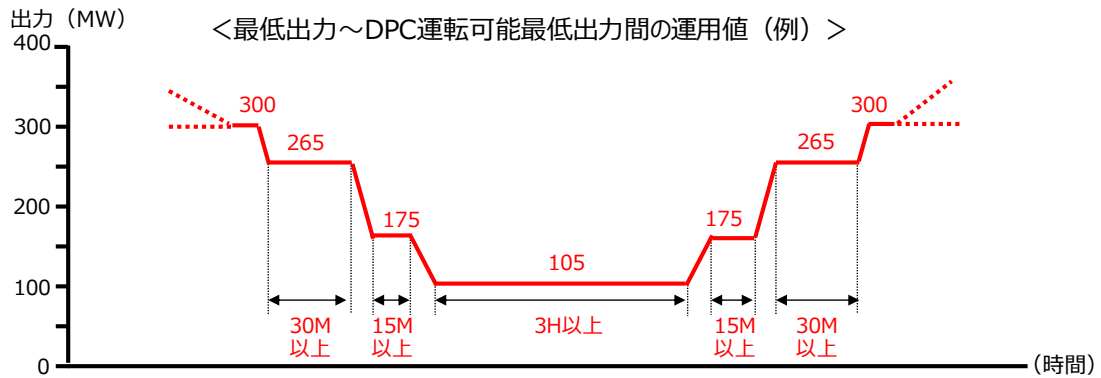 出力（MW）
＜最低出力～DPC運転可能最低出力間の運用値（例）＞
400
300
200
100
0
300
265
175
105
175
265
300
30M
以上
15M
以上
3H以上
15M
以上
30M
以上
（時間）